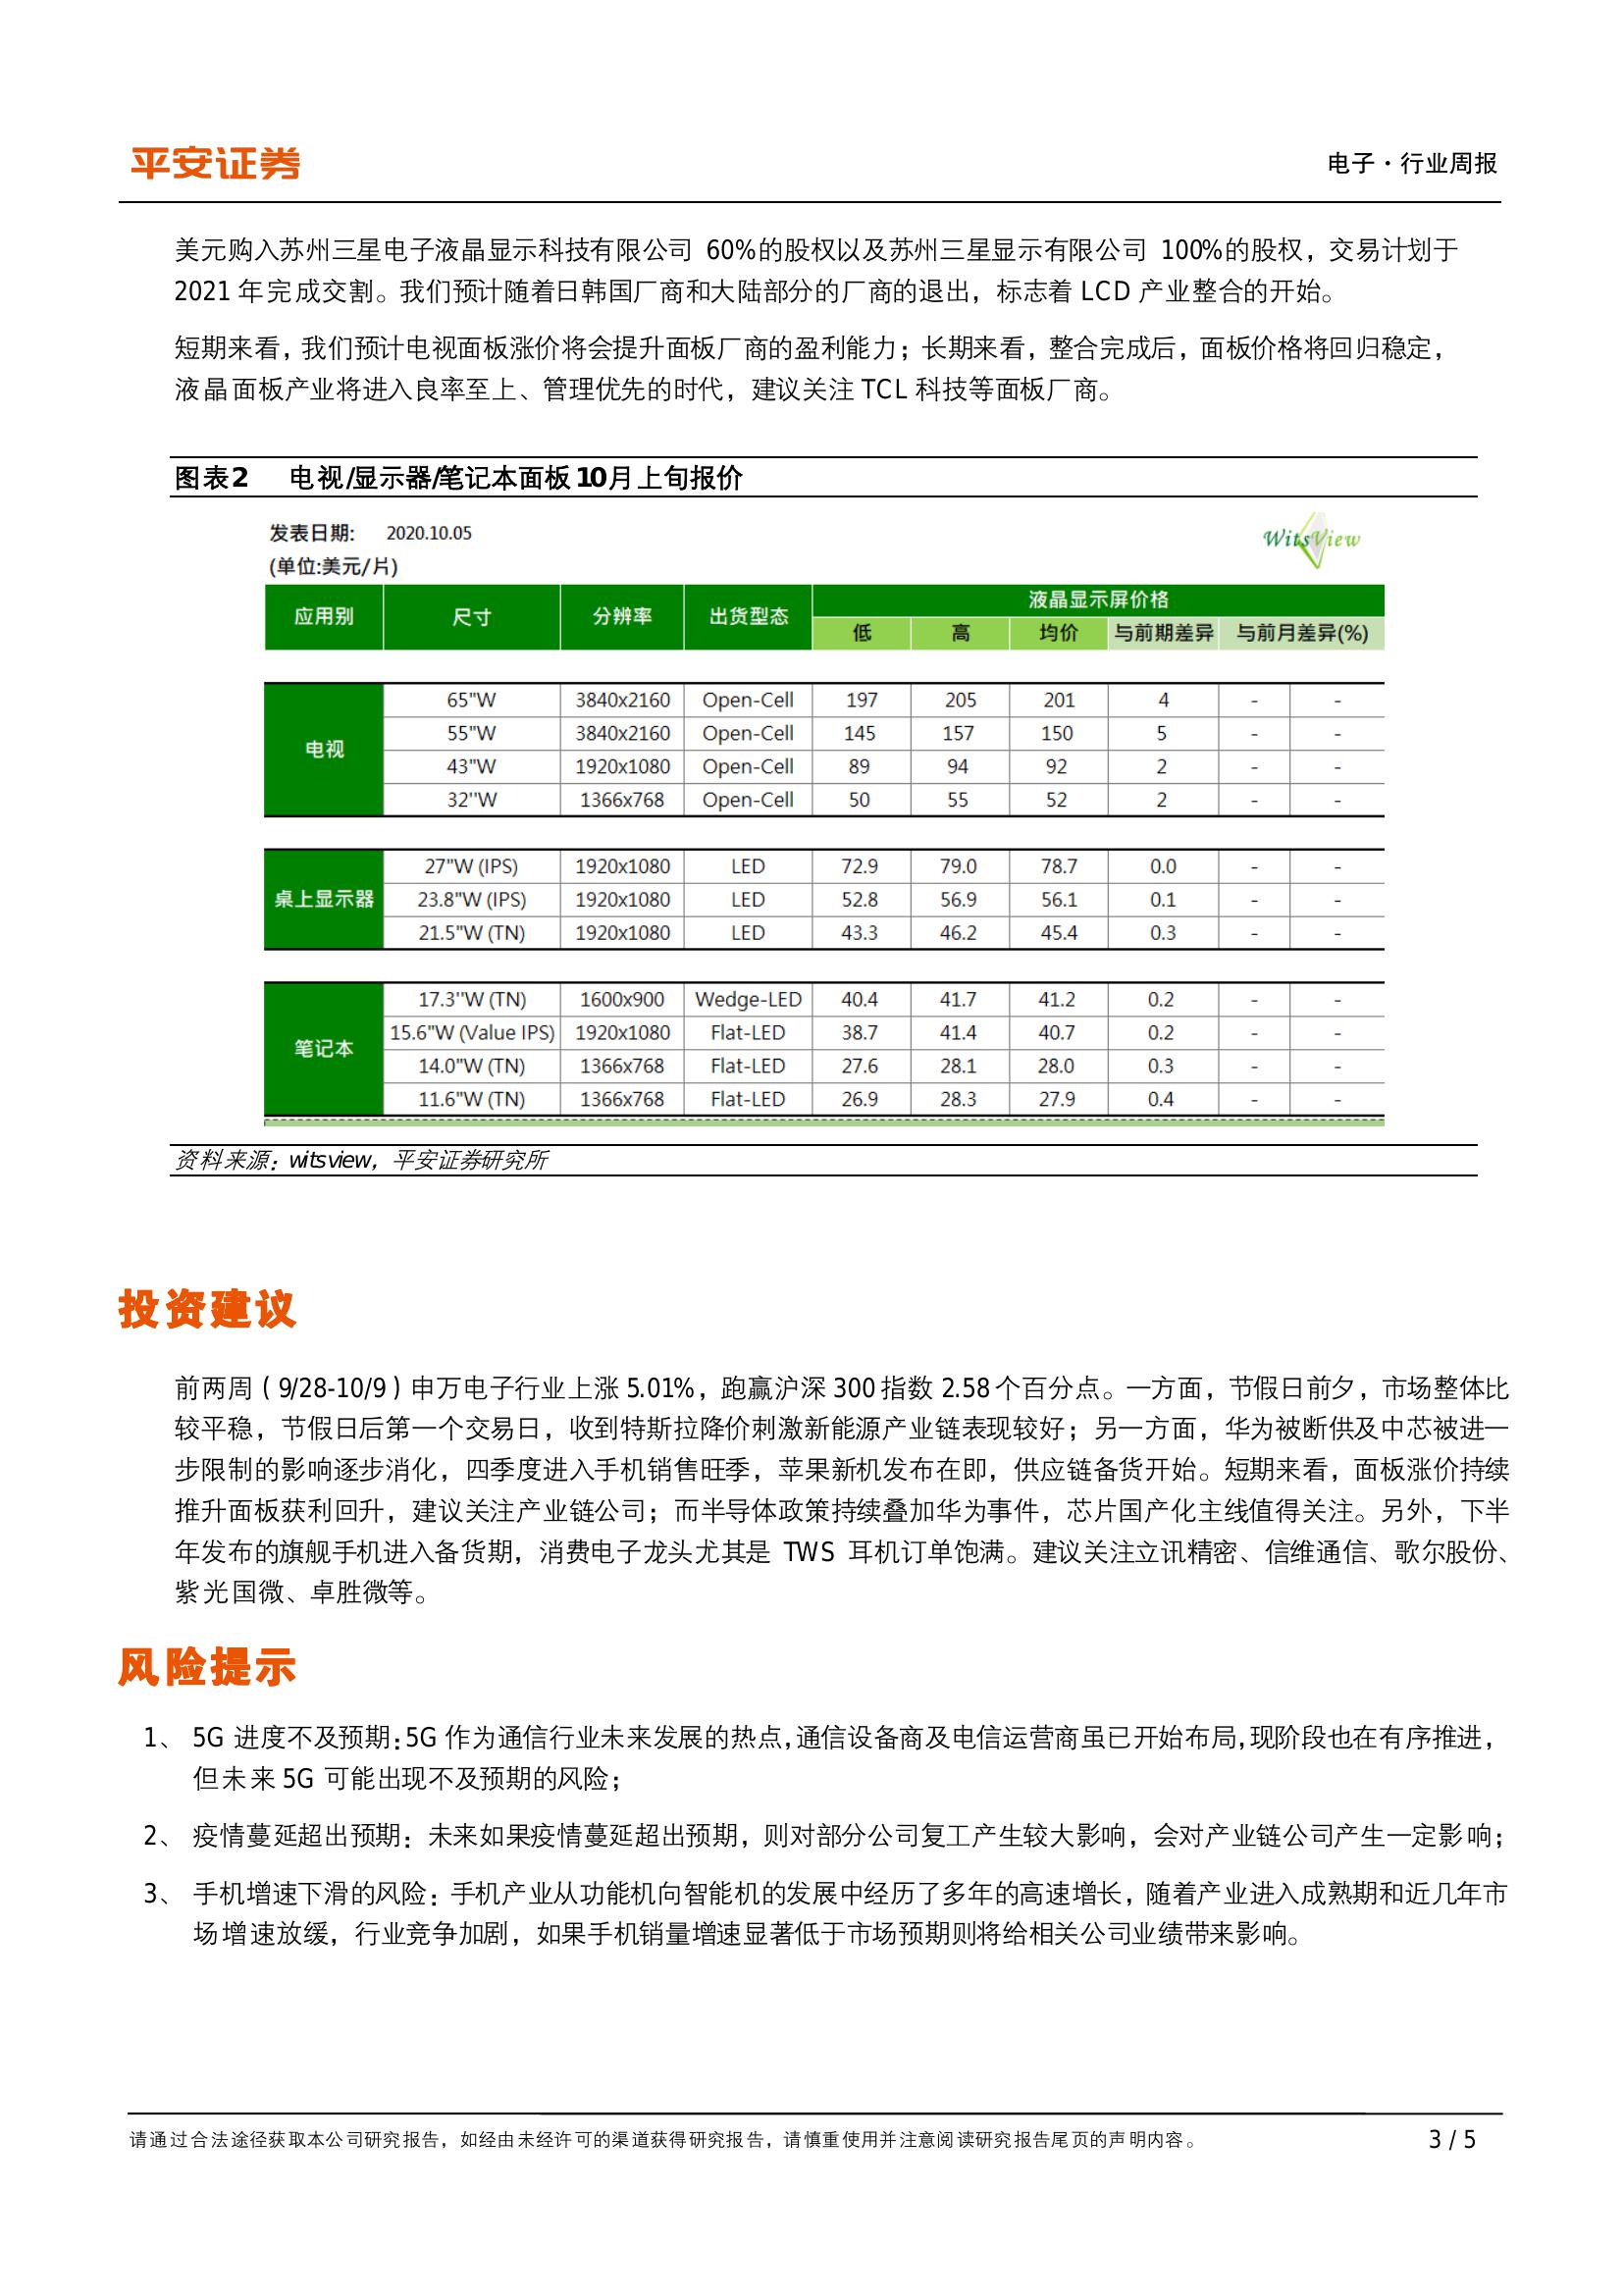 平安证券
电子·行业周报
美元购入苏州三星电子液晶显示科技有限公司 60%的股权以及苏州三星显示有限公司 100%的股权，交易计划于
2021 年完成交割。我们预计随着日韩国厂商和大陆部分的厂商的退出，标志着 LCD 产业整合的开始。
短期来看，我们预计电视面板涨价将会提升面板厂商的盈利能力；长期来看，整合完成后，面板价格将回归稳定，
液晶面板产业将进入良率至上、管理优先的时代，建议关注 TCL 科技等面板厂商。
图表2 电视/显示器/笔记本面板10月上旬报价
发表日期: 2020.10.05
WitsView
(单位:美元/片)
应用别 尺寸 分辨率 出货型态 液晶显示屏价格
低 高 均价 与前期差异 与前月差异(%)
电视
65"W 3840x2160 Open-Cell 197 205 201 4 - -
55"W 3840x2160 Open-Cell 145 157 150 5 - -
43"W 1920x1080 Open-Cell 89 94 92 2 - -
32''W 1366x768 Open-Cell 50 55 52 2 - -
桌上显示器
27"W (IPS) 1920x1080 LED 72.9 79.0 78.7 0.0 - -
23.8"W (IPS) 1920x1080 LED 52.8 56.9 56.1 0.1 - -
21.5"W (TN) 1920x1080 LED 43.3 46.2 45.4 0.3 - -
笔记本
17.3''W (TN) 1600x900 Wedge-LED 40.4 41.7 41.2 0.2 - -
15.6"W (Value IPS) 1920x1080 Flat-LED 38.7 41.4 40.7 0.2 - -
14.0"W (TN) 1366x768 Flat-LED 27.6 28.1 28.0 0.3 - -
11.6"W (TN) 1366x768 Flat-LED 26.9 28.3 27.9 0.4 - -
资料来源：witsview，平安证券研究所
投资建议
前两周（9/28-10/9）申万电子行业上涨 5.01%，跑赢沪深 300 指数 2.58 个百分点。一方面，节假日前夕，市场整体比
较平稳，节假日后第一个交易日，收到特斯拉降价刺激新能源产业链表现较好；另一方面，华为被断供及中芯被进一
步限制的影响逐步消化，四季度进入手机销售旺季，苹果新机发布在即，供应链备货开始。短期来看，面板涨价持续
推升面板获利回升，建议关注产业链公司；而半导体政策持续叠加华为事件，芯片国产化主线值得关注。另外，下半
年发布的旗舰手机进入备货期，消费电子龙头尤其是 TWS 耳机订单饱满。建议关注立讯精密、信维通信、歌尔股份、
紫光国微、卓胜微等。
风险提示
1、 5G 进度不及预期：5G 作为通信行业未来发展的热点，通信设备商及电信运营商虽已开始布局，现阶段也在有序推进，
但未来 5G 可能出现不及预期的风险；
2、 疫情蔓延超出预期：未来如果疫情蔓延超出预期，则对部分公司复工产生较大影响，会对产业链公司产生一定影响；
3、 手机增速下滑的风险：手机产业从功能机向智能机的发展中经历了多年的高速增长，随着产业进入成熟期和近几年市
场增速放缓，行业竞争加剧，如果手机销量增速显著低于市场预期则将给相关公司业绩带来影响。
请通过合法途径获取本公司研究报告，如经由未经许可的渠道获得研究报告，请慎重使用并注意阅读研究报告尾页的声明内容。
3 / 5